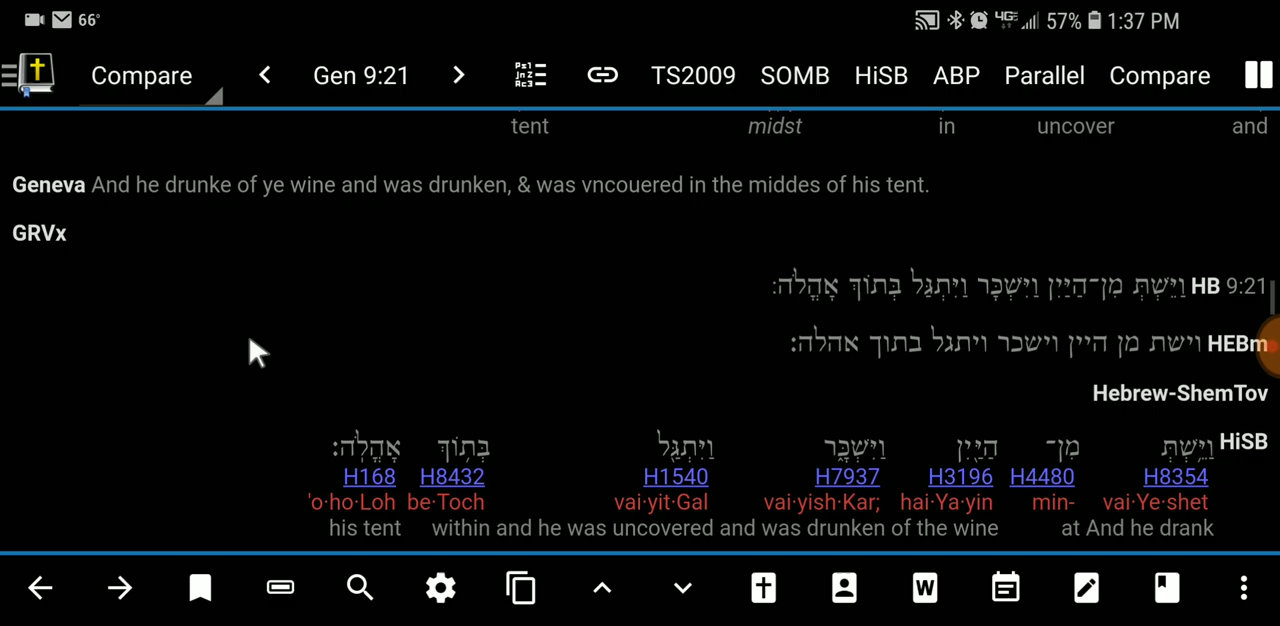 66°
57% 1:37 PM
Compare Gen 9:21 TS2009 SOMB HiSB ABP Parallel Compare
tent midst in uncover and
Geneva And he drunke of ye wine and was drunken, & was vncouered in the middes of his tent.
GRVx
9:21 HB וַיֵּשְׁתְּ מִן־הַיַּיִן וַיִּשְׁכָּר וַיִּתְגַּל בְּתוֹךְ אָהֳלֹה׃
HEBm וישת מן היין וישכר ויתגל בתוך אהלה׃
Hebrew-ShemTov
HiSB וַיֵּ֥שְׁתְּ מִן־ הַיַּ֖יִן וַיִּשְׁכָּ֑ר וַיִּתְגַּ֖ל בְּת֥וֹךְ אָהֳלֹֽה׃
H168 H8432 H1540 H7937 H3196 H4480 H8354
'o·ho·Loh be·Toch vai·yit·Gal vai·yish·Kar; hai·Ya·yin min- vai·Ye·shet
his tent within and he was uncovered and was drunken of the wine at And he drank